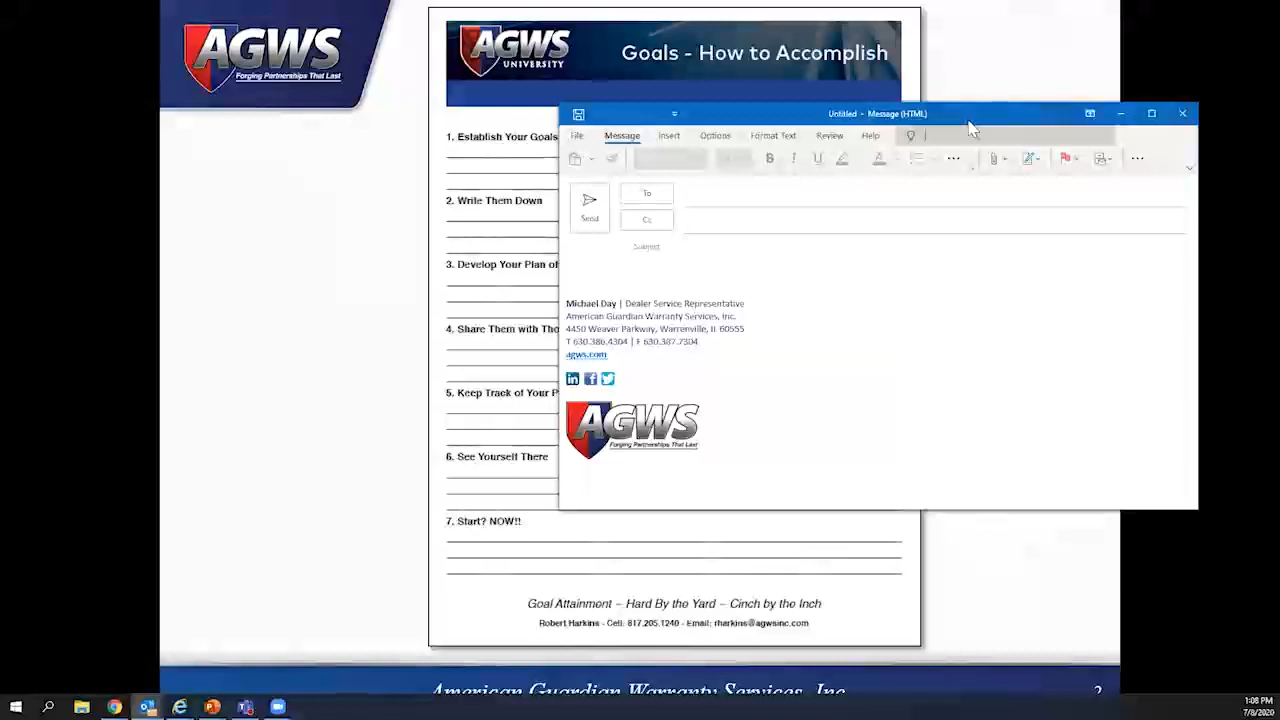 AGWS
Forging Partnerships That Last
AGWS
UNIVERSITY
Goals - How to Accomplish
1. Establish Your Goals
2. Write Them Down
3. Develop Your Plan of
4. Share Them with Tho
5. Keep Track of Your P
6. See Yourself There
7. Start? NOW!!
Goal Attainment – Hard By the Yard – Cinch by the Inch
Robert Harkins - Cell: 817.205.1240 - Email: rharkins@agwsinc.com
American Guardian Warranty Services, Inc.
2
Untitled - Message (HTML)
File Message Insert Options Format Text Review Help
B I U A
Send
To
Cc
Subject
Michael Day | Dealer Service Representative
American Guardian Warranty Services, Inc.
4450 Weaver Parkway, Warrenville, IL 60555
T 630.386.4304 | F 630.387.7304
agws.com
in f
AGWS
Forging Partnerships That Last
1:08 PM
7/8/2020